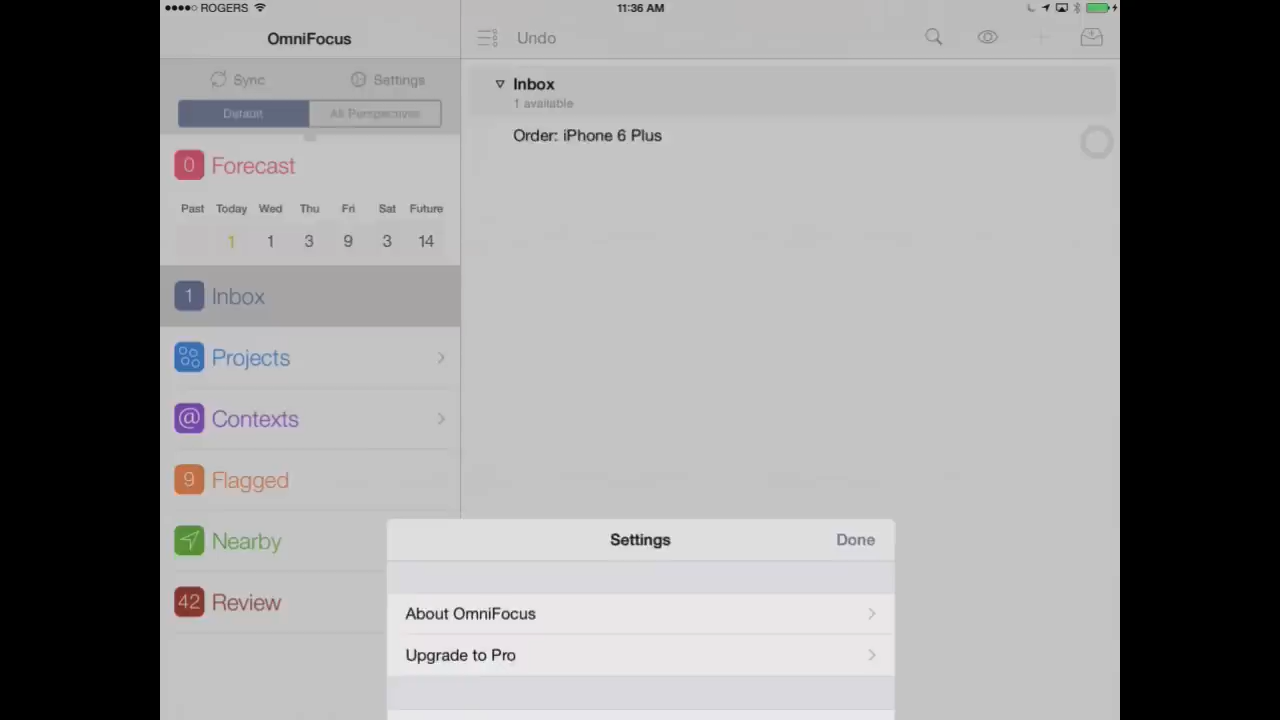 ROGERS
11:36 AM
OmniFocus
Undo
Sync
Settings
Default
All Perspectives
Inbox
1 available
Order: iPhone 6 Plus
0 Forecast
Past Today Wed Thu Fri Sat Future
1 1 3 9 3 14
1 Inbox
Projects
@ Contexts
9 Flagged
Nearby
42 Review
Settings
Done
About OmniFocus
Upgrade to Pro